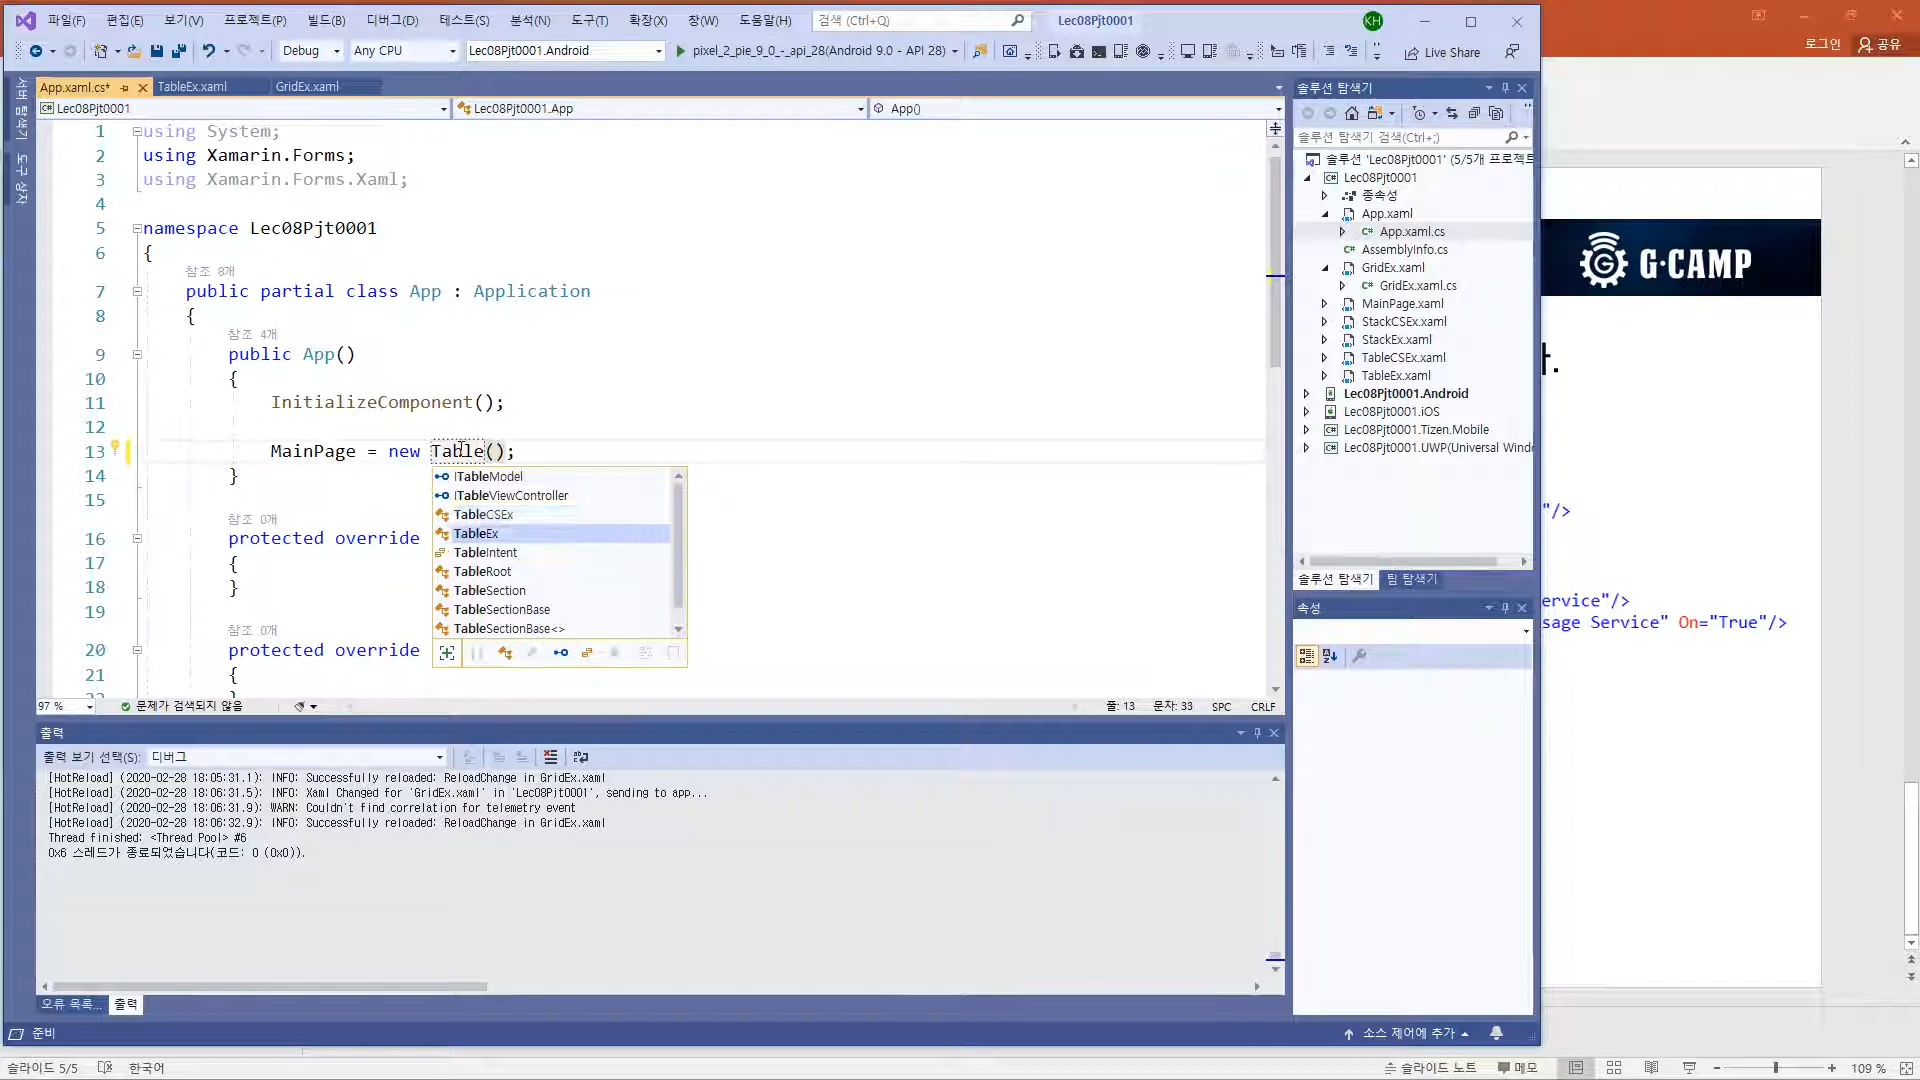 파일(F) 편집(E) 보기(V) 프로젝트(P) 빌드(B) 디버그(D) 테스트(S) 분석(N) 도구(T) 확장(X) 창(W) 도움말(H) 검색 (Ctrl+Q) Lec08Pjt0001 KH
로그인 공유
Debug Any CPU Lec08Pjt0001.Android pixel_2_pie_9_0_-_api_28(Android 9.0 - API 28) Live Share
서버 탐색기
도구 상자
App.xaml.cs* TableEx.xaml GridEx.xaml
Lec08Pjt0001 Lec08Pjt0001.App App()
1 using System;
2 using Xamarin.Forms;
3 using Xamarin.Forms.Xaml;
4
5 namespace Lec08Pjt0001
6 {
참조 8개
7 public partial class App : Application
8 {
참조 4개
9 public App()
10 {
11 InitializeComponent();
12
13 MainPage = new Table();
14 }
15
참조 0개
16 protected override
17 {
18 }
19
참조 0개
20 protected override
21 {
22 }
ITableModel
ITableViewController
TableCSEx
TableEx
TableIntent
TableRoot
TableSection
TableSectionBase
TableSectionBase<>
97 % 문제가 검색되지 않음 줄: 13 문자: 33 SPC CRLF
출력
출력 보기 선택(S): 디버그
[HotReload] (2020-02-28 18:05:31.1): INFO: Successfully reloaded: ReloadChange in GridEx.xaml
[HotReload] (2020-02-28 18:06:31.5): INFO: Xaml Changed for 'GridEx.xaml' in 'Lec08Pjt0001', sending to app...
[HotReload] (2020-02-28 18:06:31.9): WARN: Couldn't find correlation for telemetry event
[HotReload] (2020-02-28 18:06:32.9): INFO: Successfully reloaded: ReloadChange in GridEx.xaml
Thread finished: <Thread Pool> #6
0x6 스레드가 종료되었습니다(코드: 0 (0x0)).
오류 목록... 출력
준비 소스 제어에 추가
솔루션 탐색기
솔루션 탐색기 검색(Ctrl+;)
솔루션 'Lec08Pjt0001' (5/5개 프로젝트
Lec08Pjt0001
종속성
App.xaml
App.xaml.cs
AssemblyInfo.cs
GridEx.xaml
GridEx.xaml.cs
MainPage.xaml
StackCSEx.xaml
StackEx.xaml
TableCSEx.xaml
TableEx.xaml
Lec08Pjt0001.Android
Lec08Pjt0001.iOS
Lec08Pjt0001.Tizen.Mobile
Lec08Pjt0001.UWP(Universal Wind
솔루션 탐색기 팀 탐색기
속성
G·CAMP
"/>
ervice"/>
sage Service" On="True"/>
슬라이드 5/5 한국어 슬라이드 노트 메모 109 %